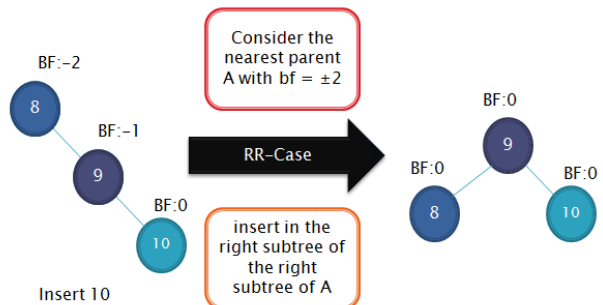 BF:-2
8
BF:-1
9
BF:0
10
Insert 10
Consider the
nearest parent
A with bf = ±2
RR-Case
insert in the
right subtree of
the right
subtree of A
BF:0
9
BF:0
8
BF:0
10